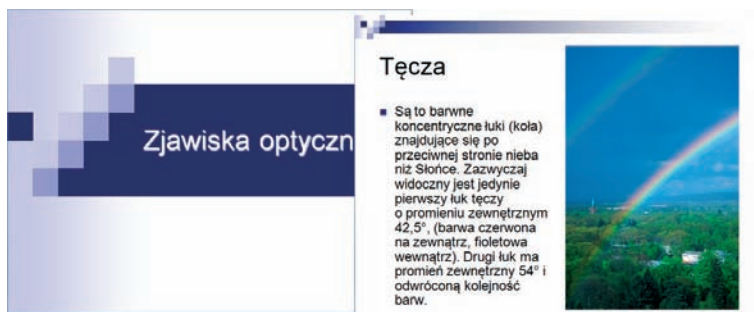 Zjawiska optyczn
Tęcza
Są to barwne
koncentryczne łuki (koła)
znajdujące się po
przeciwnej stronie nieba
niż Słońce. Zazwyczaj
widoczny jest jedynie
pierwszy łuk tęczy
o promieniu zewnętrznym
42,5°, (barwa czerwona
na zewnątrz, fioletowa
wewnątrz). Drugi łuk ma
promień zewnętrzny 54° i
odwróconą kolejność
barw.